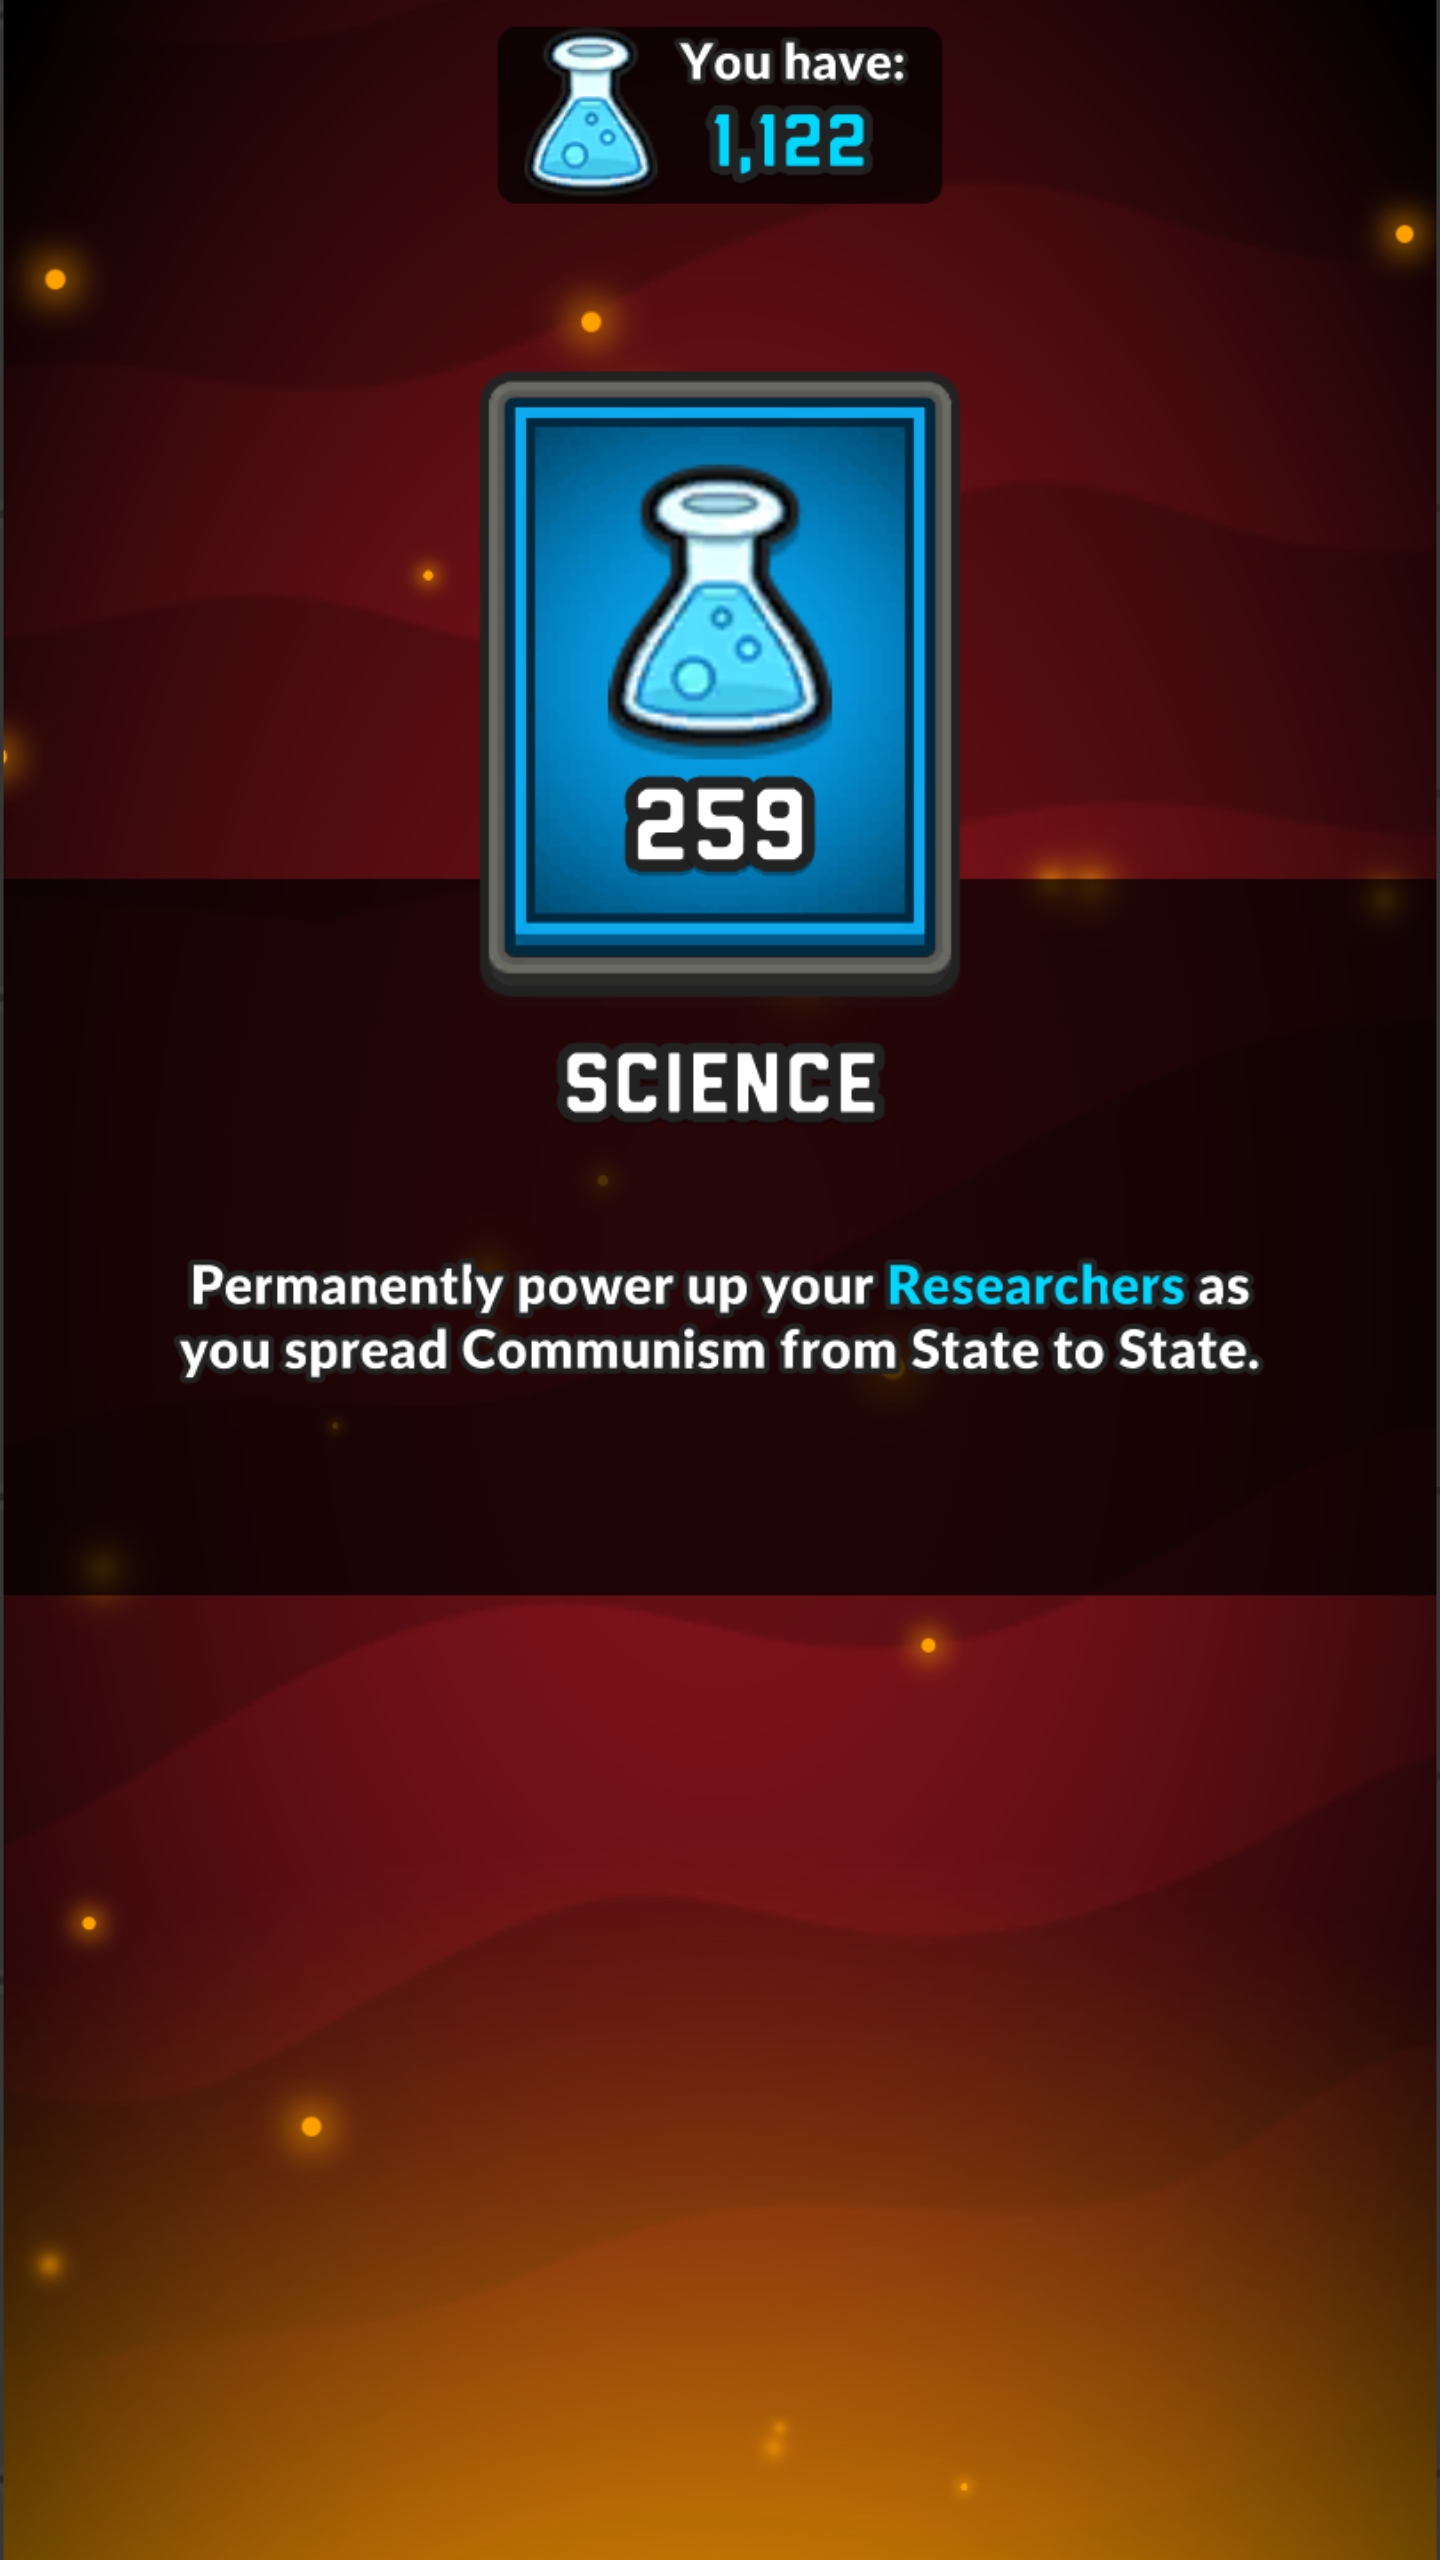 You have:
1,122
259
SCIENCE
Permanently power up your Researchers as
you spread Communism from State to State.